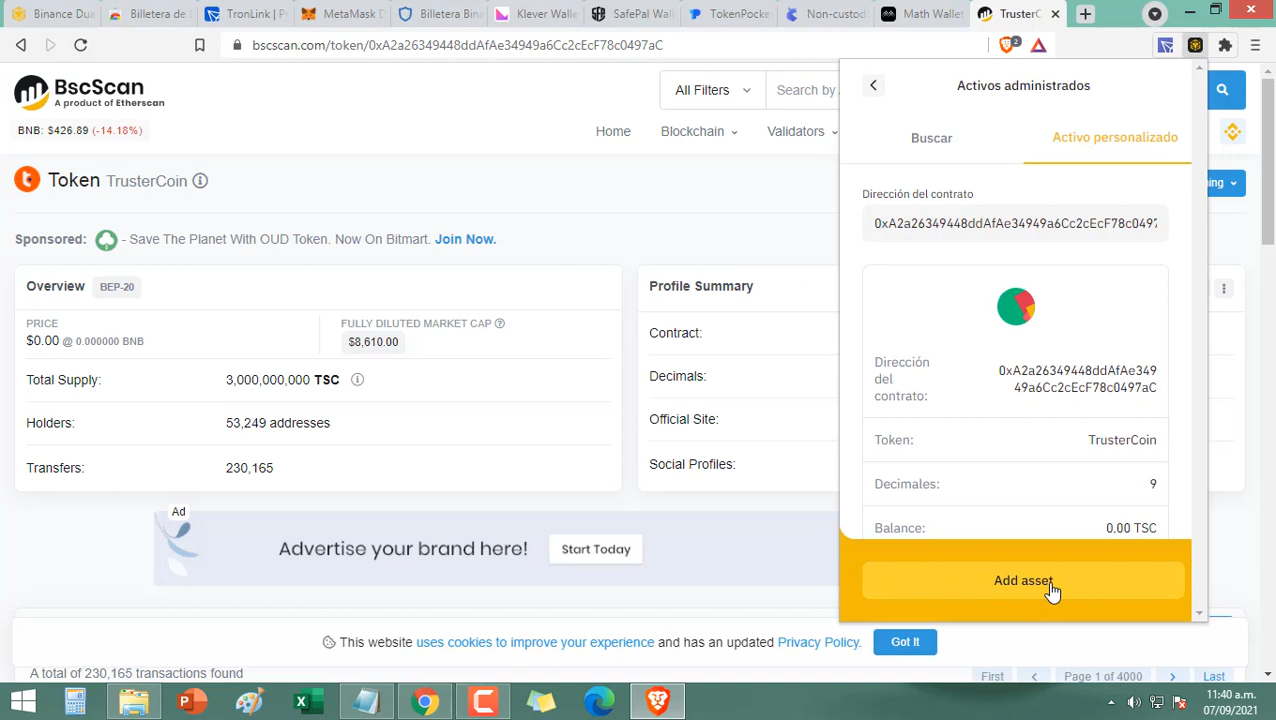 Binance Due
Billetera de
TronLink | P
MetaMask
Billetera Bin
Klever Walle
SafePal Wall
TokenPocke
Non-custod
Math Wallet
TrusterC
bscscan.com/token/0xA2a26349448ddAfAe34949a6Cc2cEcF78c0497aC
2
BscScan
A product of Etherscan
All Filters
Search by
BNB: $426.89 (-14.18%)
Home
Blockchain
Validators
Token TrusterCoin
Sponsored: - Save The Planet With OUD Token. Now On Bitmart. Join Now.
Overview BEP-20
PRICE
$0.00 @ 0.000000 BNB
FULLY DILUTED MARKET CAP
$8,610.00
Total Supply: 3,000,000,000 TSC
Holders: 53,249 addresses
Transfers: 230,165
Profile Summary
Contract:
Decimals:
Official Site:
Social Profiles:
Ad
Advertise your brand here!
Start Today
This website uses cookies to improve your experience and has an updated Privacy Policy.
Got It
A total of 230,165 transactions found
First
Page 1 of 4000
Last
Activos administrados
Buscar
Activo personalizado
Dirección del contrato
0xA2a26349448ddAfAe34949a6Cc2cEcF78c0497
Dirección
del
contrato:
0xA2a26349448ddAfAe349
49a6Cc2cEcF78c0497aC
Token: TrusterCoin
Decimales: 9
Balance: 0.00 TSC
Add asset
11:40 a.m.
07/09/2021